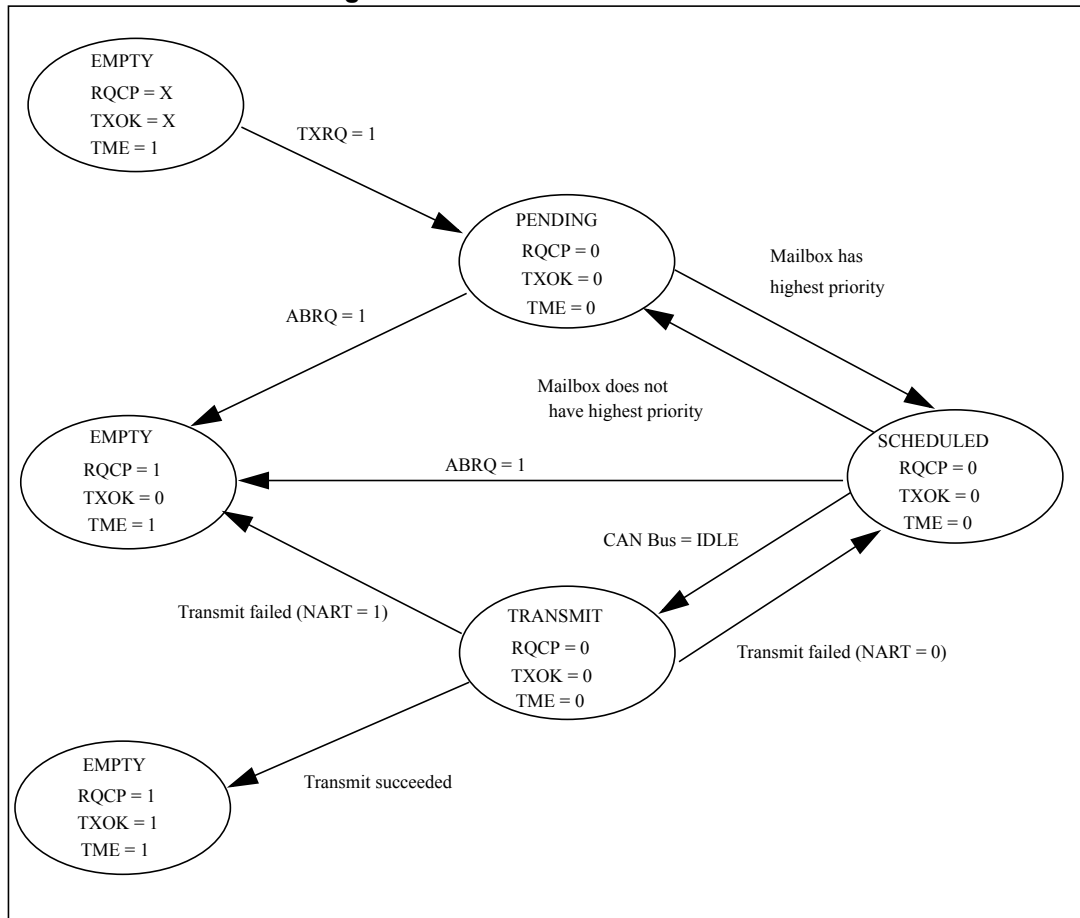 EMPTY
RQCP = X
TXOK = X
TME = 1
TXRQ = 1
PENDING
RQCP = 0
TXOK = 0
TME = 0
Mailbox has
highest priority
ABRQ = 1
Mailbox does not
have highest priority
EMPTY
RQCP = 1
TXOK = 0
TME = 1
ABRQ = 1
SCHEDULED
RQCP = 0
TXOK = 0
TME = 0
CAN Bus = IDLE
Transmit failed (NART = 1)
TRANSMIT
RQCP = 0
TXOK = 0
TME = 0
Transmit failed (NART = 0)
EMPTY
RQCP = 1
TXOK = 1
TME = 1
Transmit succeeded